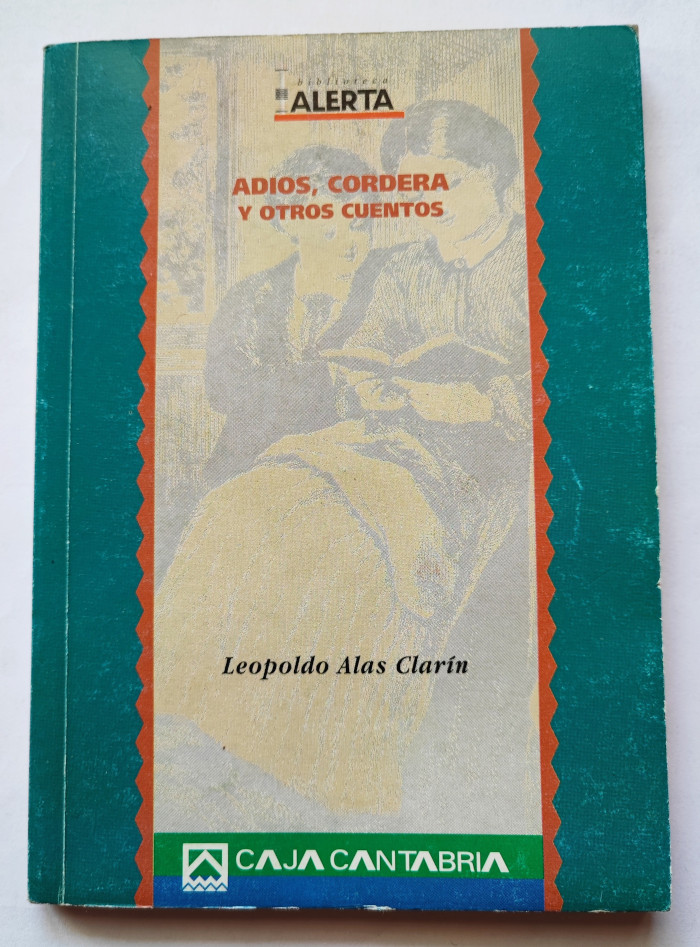 biblioteca
ALERTA
ADIOS, CORDERA
Y OTROS CUENTOS
Leopoldo Alas Clarín
CAJA CANTABRIA